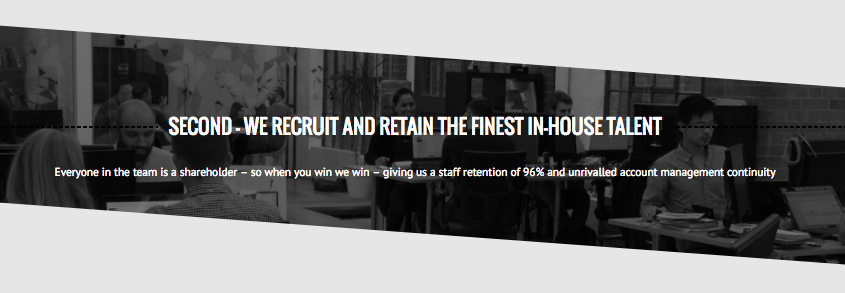 SECOND - WE RECRUIT AND RETAIN THE FINEST IN-HOUSE TALENT
Everyone in the team is a shareholder – so when you win we win – giving us a staff retention of 96% and unrivalled account management continuity